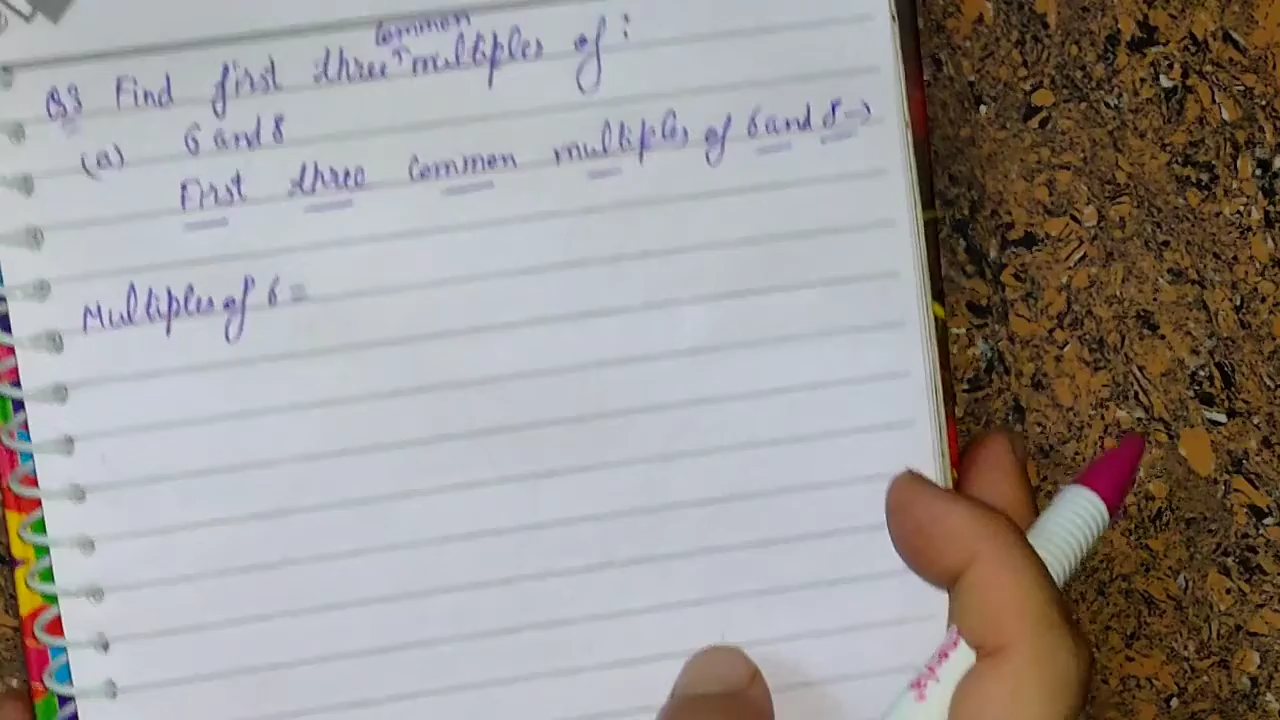 Q3 Find first three common multiples of :
(a) 6 and 8
First three common multiples of 6 and 8 →
Multiples of 6 =